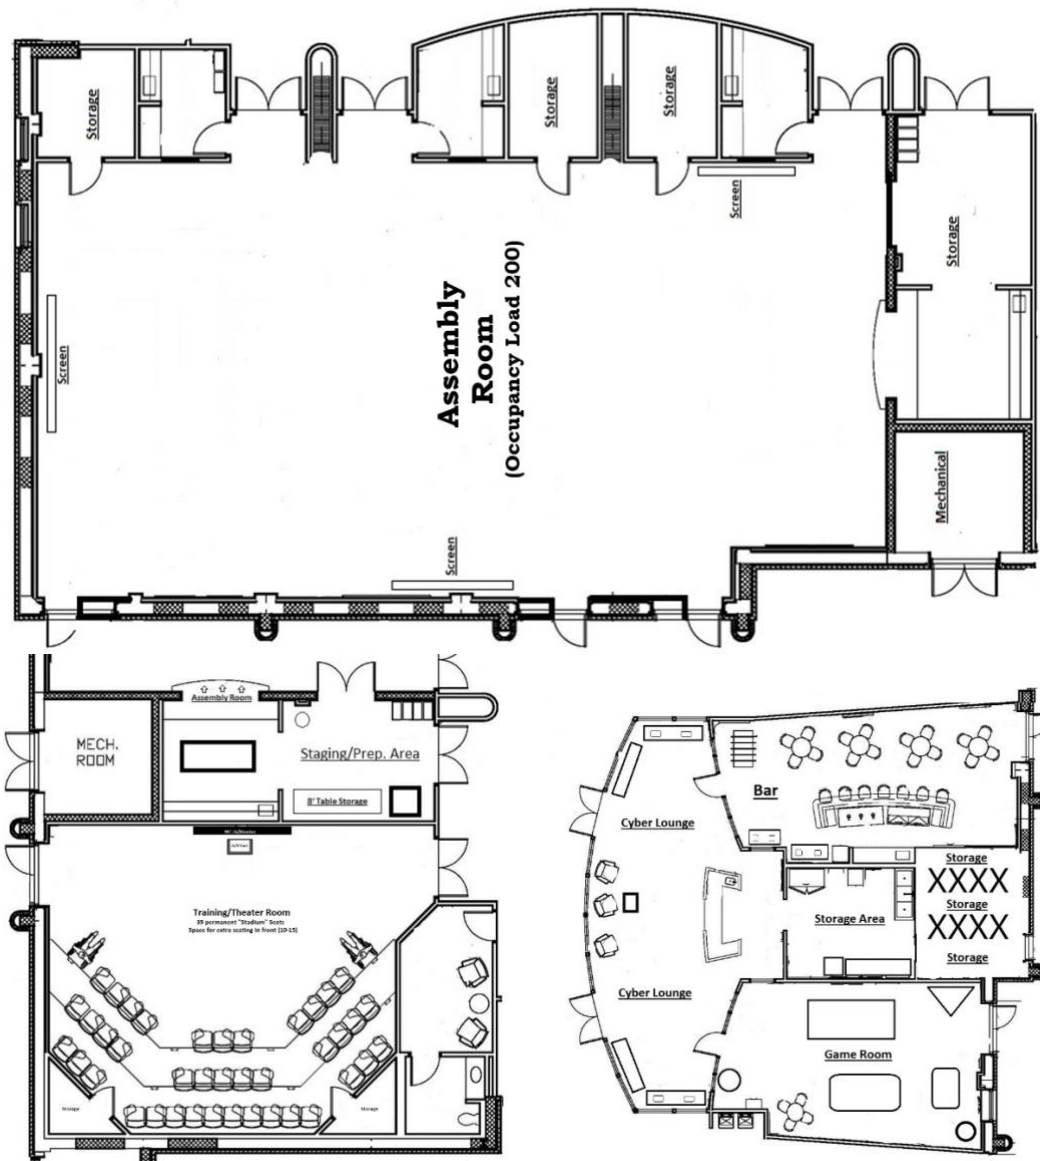 Storage
Storage
Storage
Screen
Storage
Screen
Assembly
Room
(Occupancy Load 200)
Mechanical
Screen
Assembly Room
MECH.
ROOM
Staging/Prep. Area
8' Table Storage
Training/Theater Room
39 permanent "Stadium" Seats
Space for extra seating in front (10-15)
Storage
Storage
Bar
Cyber Lounge
Storage
XXXX
Storage
Storage Area
XXXX
Storage
Cyber Lounge
Game Room